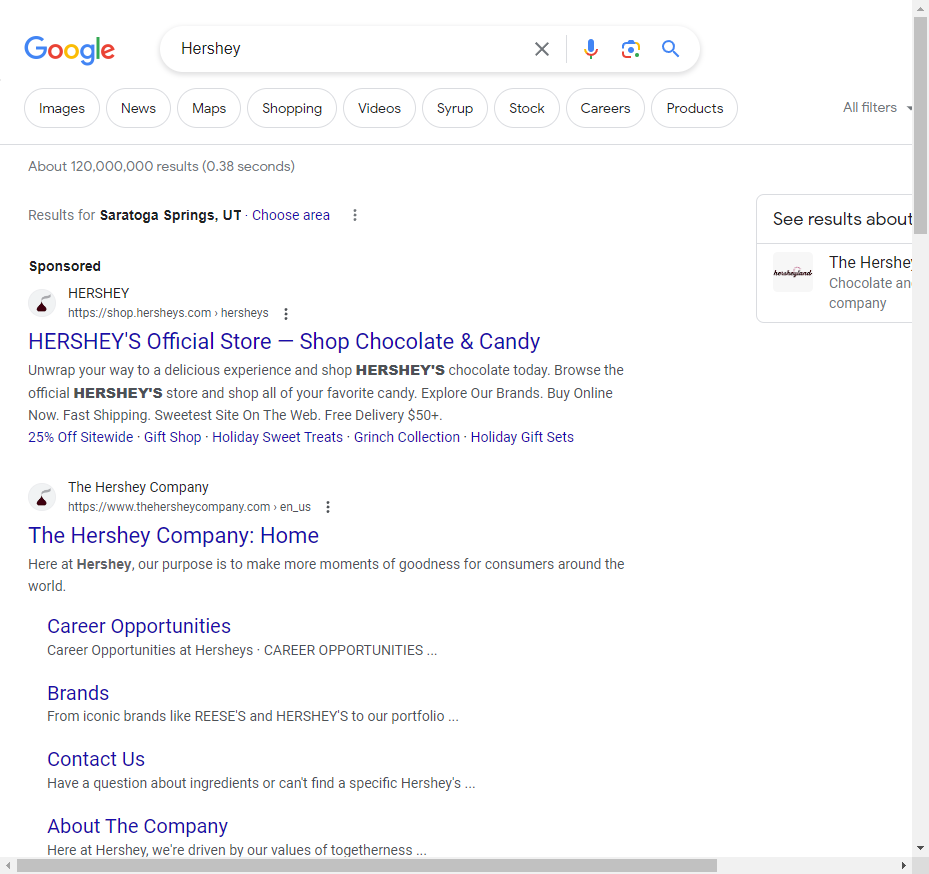 Google
Hershey
Images News Maps Shopping Videos Syrup Stock Careers Products All filters
About 120,000,000 results (0.38 seconds)
Results for Saratoga Springs, UT · Choose area
See results about
hersheyland
The Hershey
Chocolate and
company
Sponsored
HERSHEY
https://shop.hersheys.com › hersheys
HERSHEY'S Official Store — Shop Chocolate & Candy
Unwrap your way to a delicious experience and shop HERSHEY'S chocolate today. Browse the
official HERSHEY'S store and shop all of your favorite candy. Explore Our Brands. Buy Online
Now. Fast Shipping. Sweetest Site On The Web. Free Delivery $50+.
25% Off Sitewide · Gift Shop · Holiday Sweet Treats · Grinch Collection · Holiday Gift Sets
The Hershey Company
https://www.thehersheycompany.com › en_us
The Hershey Company: Home
Here at Hershey, our purpose is to make more moments of goodness for consumers around the
world.
Career Opportunities
Career Opportunities at Hersheys · CAREER OPPORTUNITIES ...
Brands
From iconic brands like REESE'S and HERSHEY'S to our portfolio ...
Contact Us
Have a question about ingredients or can't find a specific Hershey's ...
About The Company
Here at Hershey, we're driven by our values of togetherness ...